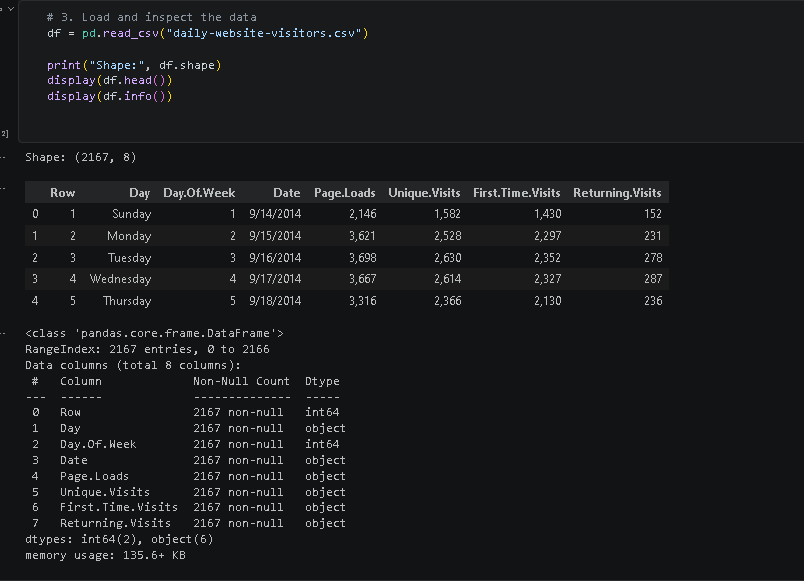 # 3. Load and inspect the data
df = pd.read_csv("daily-website-visitors.csv")
print("Shape:", df.shape)
display(df.head())
display(df.info())
2]
Shape: (2167, 8)
Row Day Day.Of.Week Date Page.Loads Unique.Visits First.Time.Visits Returning.Visits
0 1 Sunday 1 9/14/2014 2,146 1,582 1,430 152
1 2 Monday 2 9/15/2014 3,621 2,528 2,297 231
2 3 Tuesday 3 9/16/2014 3,698 2,630 2,352 278
3 4 Wednesday 4 9/17/2014 3,667 2,614 2,327 287
4 5 Thursday 5 9/18/2014 3,316 2,366 2,130 236
<class 'pandas.core.frame.DataFrame'>
RangeIndex: 2167 entries, 0 to 2166
Data columns (total 8 columns):
# Column Non-Null Count Dtype
--- ------ -------------- -----
0 Row 2167 non-null int64
1 Day 2167 non-null object
2 Day.Of.Week 2167 non-null int64
3 Date 2167 non-null object
4 Page.Loads 2167 non-null object
5 Unique.Visits 2167 non-null object
6 First.Time.Visits 2167 non-null object
7 Returning.Visits 2167 non-null object
dtypes: int64(2), object(6)
memory usage: 135.6+ KB